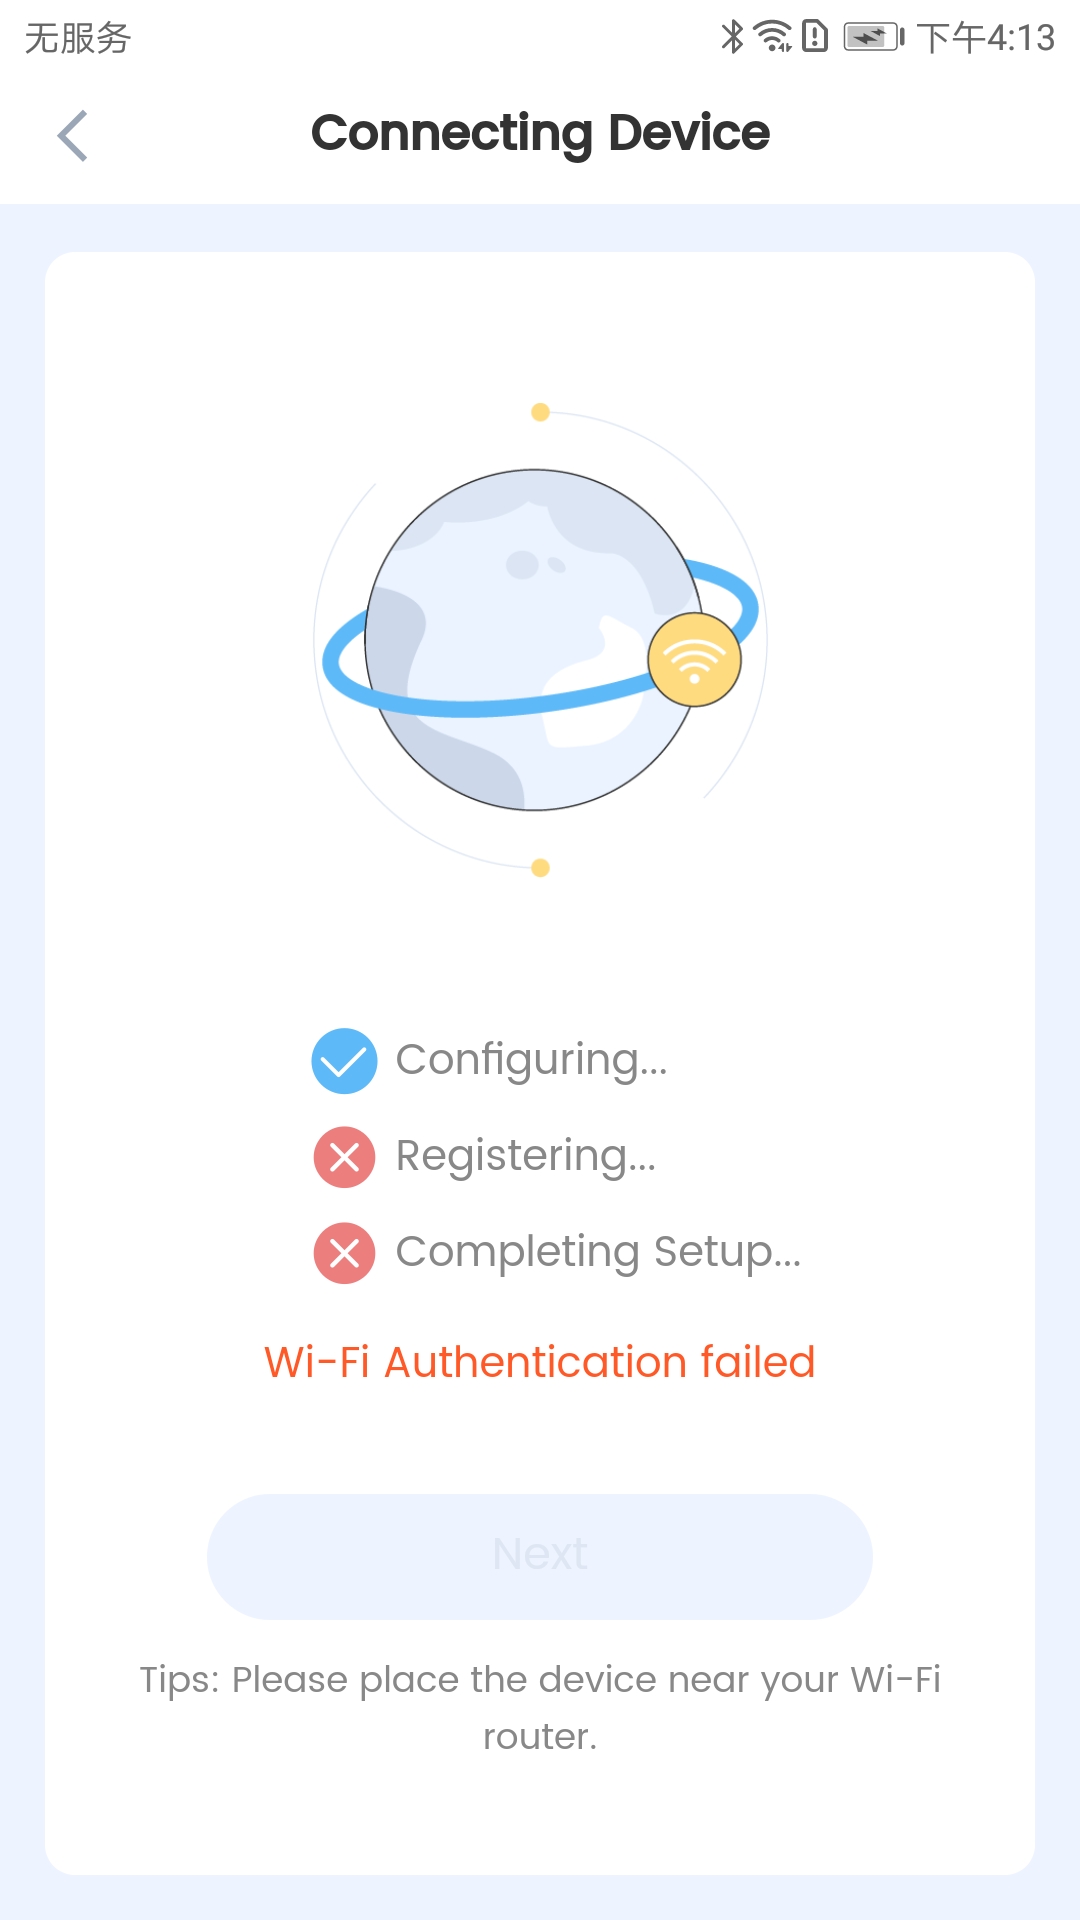 无服务 下午4:13
Connecting Device
Configuring...
Registering...
Completing Setup...
Wi-Fi Authentication failed
Next
Tips: Please place the device near your Wi-Fi
router.